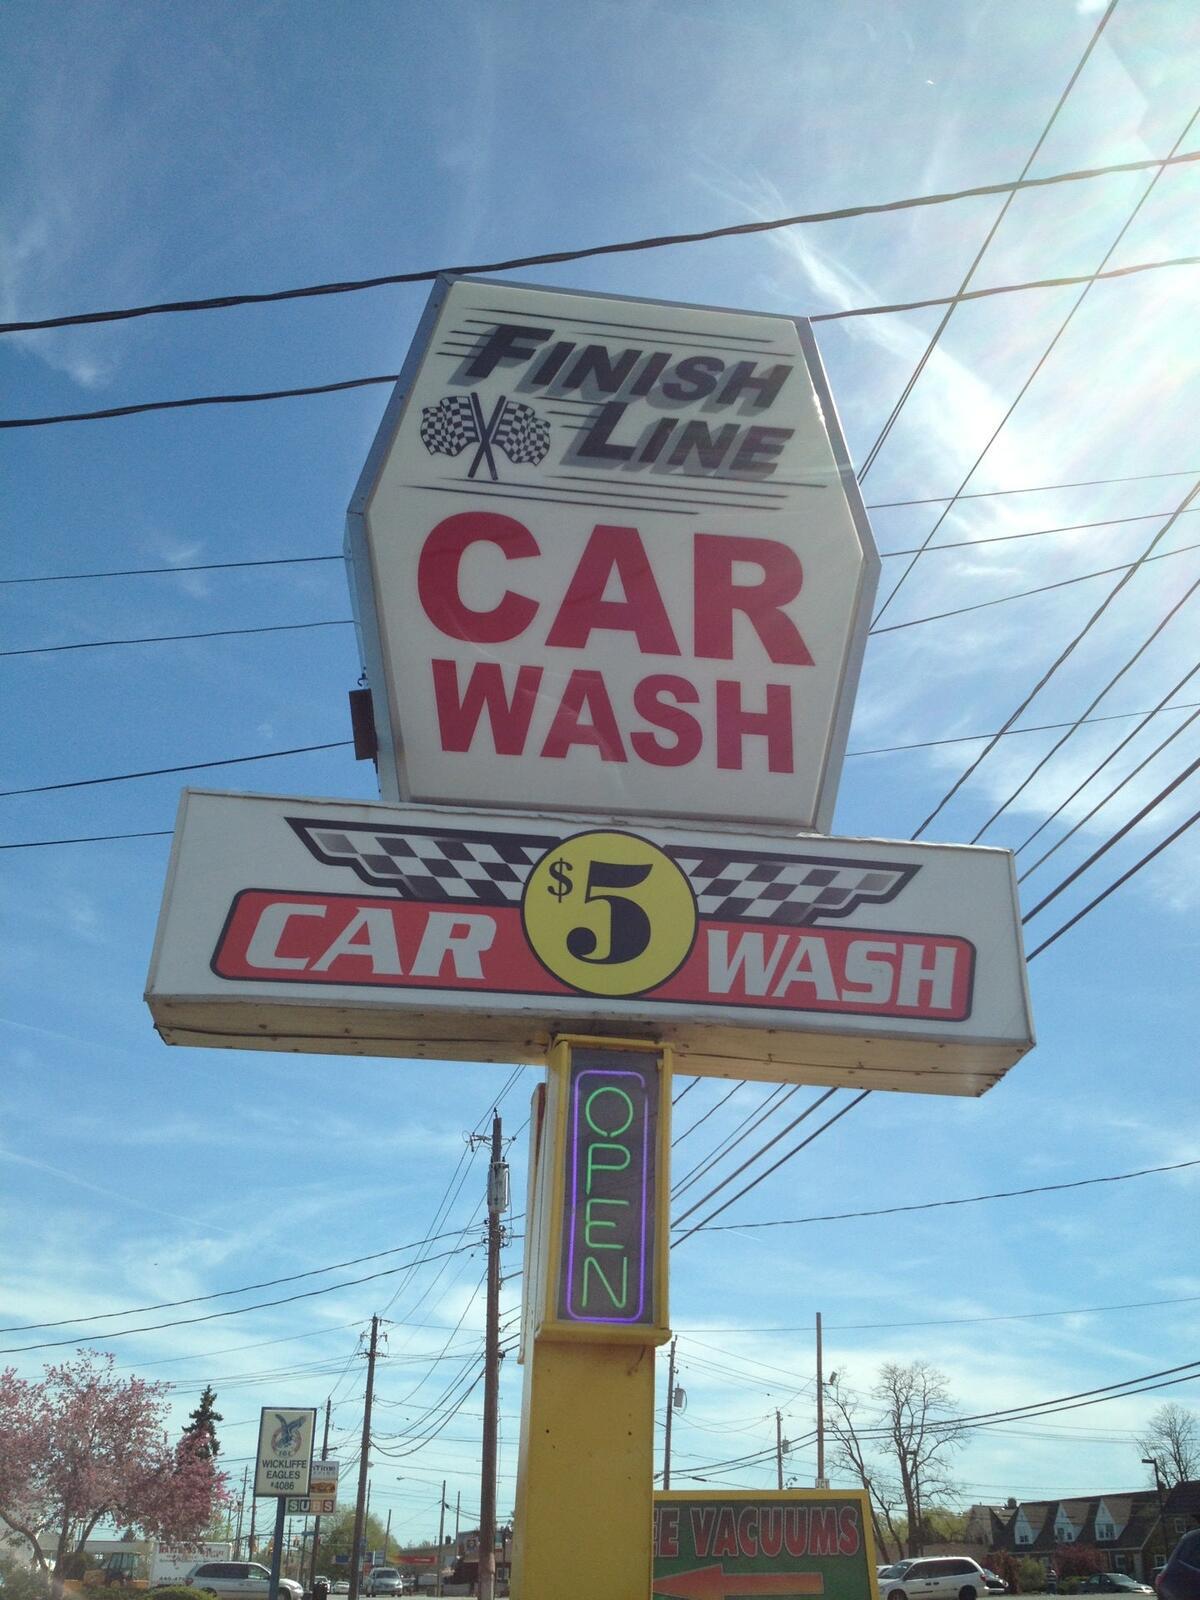 FINISH
LINE
CAR
WASH
$5
CAR WASH
OPEN
WICKLIFFE
EAGLES
#4086
SUBS
VACUUMS